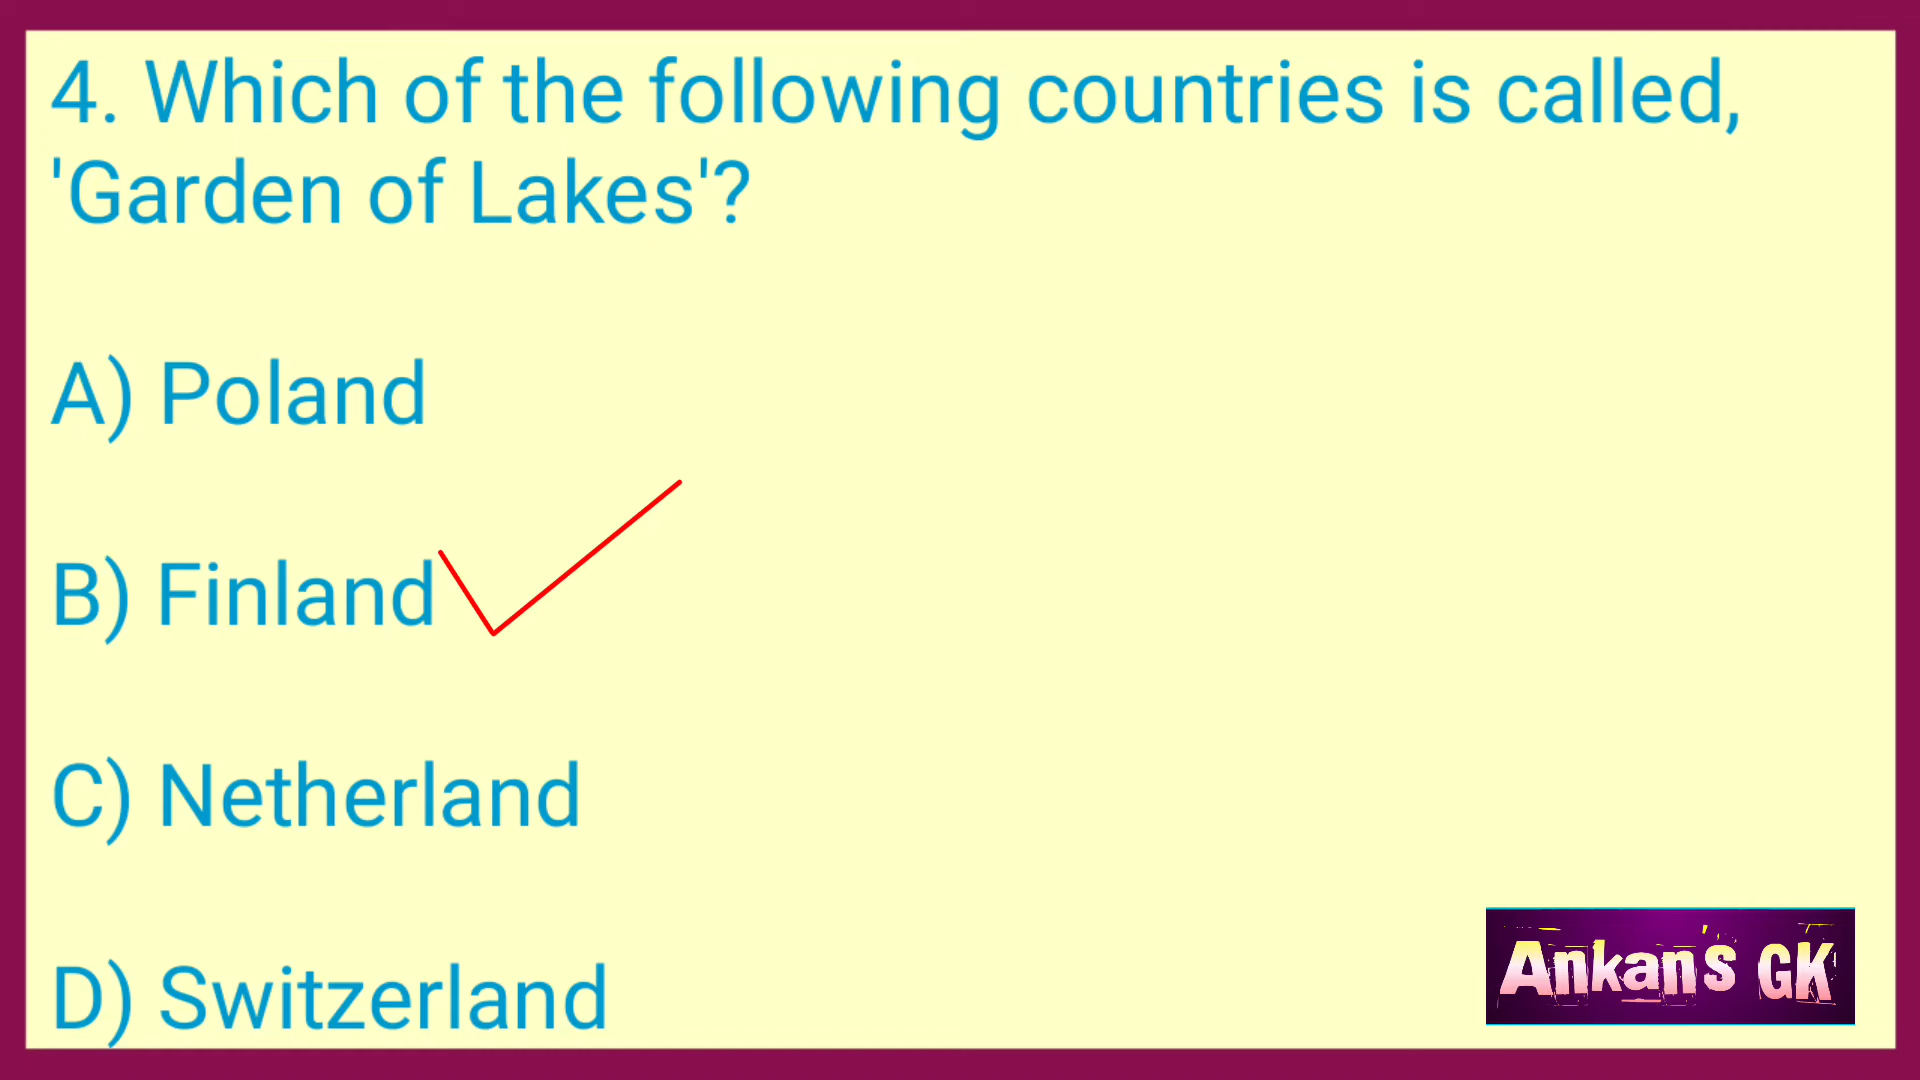 4. Which of the following countries is called,
'Garden of Lakes'?
A) Poland
B) Finland
C) Netherland
D) Switzerland
Ankan's GK